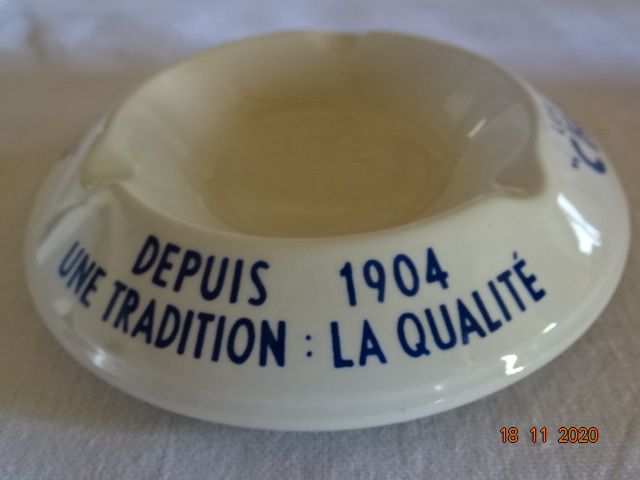 DEPUIS 1904
UNE TRADITION : LA QUALITÉ
18 11 2020